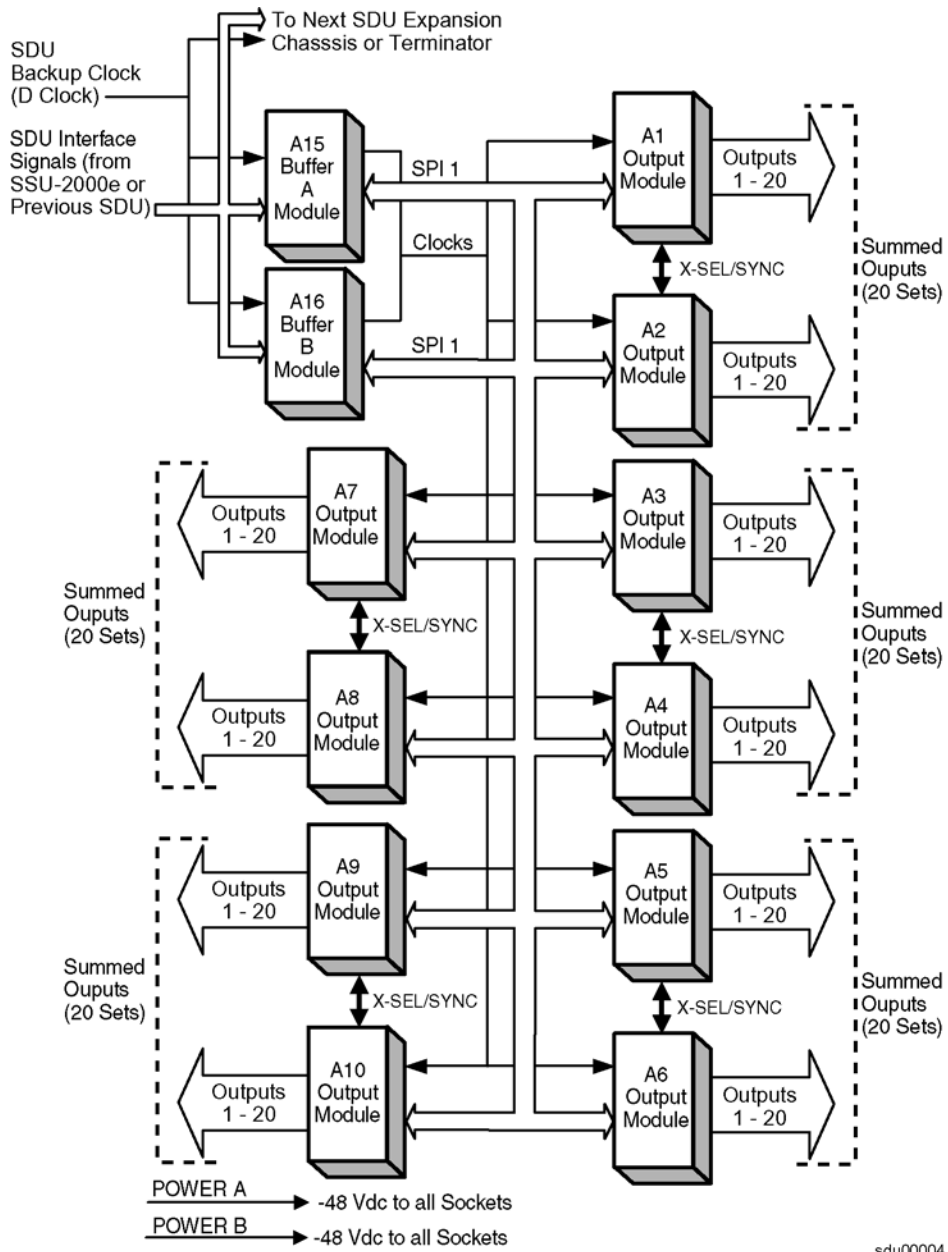 To Next SDU Expansion
Chasssis or Terminator
SDU
Backup Clock
(D Clock)
SDU Interface
Signals (from
SSU-2000e or
Previous SDU)
A15
Buffer
A
Module
SPI 1
A1
Output
Module
Outputs
1 - 20
Clocks
X-SEL/SYNC
Summed
Ouputs
(20 Sets)
A16
Buffer
B
Module
SPI 1
A2
Output
Module
Outputs
1 - 20
A7
Output
Module
Outputs
1 - 20
A3
Output
Module
Outputs
1 - 20
Summed
Ouputs
(20 Sets)
X-SEL/SYNC
X-SEL/SYNC
Summed
Ouputs
(20 Sets)
A8
Output
Module
Outputs
1 - 20
A4
Output
Module
Outputs
1 - 20
A9
Output
Module
Outputs
1 - 20
A5
Output
Module
Outputs
1 - 20
Summed
Ouputs
(20 Sets)
X-SEL/SYNC
X-SEL/SYNC
Summed
Ouputs
(20 Sets)
A10
Output
Module
Outputs
1 - 20
A6
Output
Module
Outputs
1 - 20
POWER A
-48 Vdc to all Sockets
POWER B
-48 Vdc to all Sockets
sdu00004